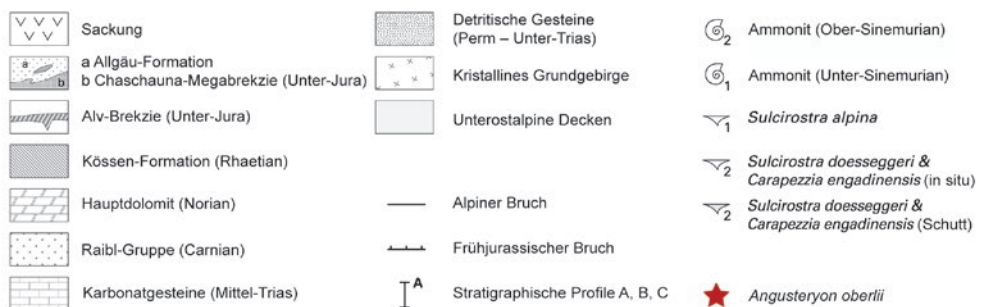 Sackung
a
b
a Allgäu-Formation
b Chaschauna-Megabrekzie (Unter-Jura)
Alv-Brekzie (Unter-Jura)
Kössen-Formation (Rhaetian)
Hauptdolomit (Norian)
Raibl-Gruppe (Carnian)
Karbonatgesteine (Mittel-Trias)
Detritische Gesteine
(Perm – Unter-Trias)
Kristallines Grundgebirge
Unterostalpine Decken
Alpiner Bruch
Frühjurassischer Bruch
A
Stratigraphische Profile A, B, C
2
Ammonit (Ober-Sinemurian)
1
Ammonit (Unter-Sinemurian)
1
Sulcirostra alpina
2
Sulcirostra doesseggeri &
Carapezzia engadinensis (in situ)
2
Sulcirostra doesseggeri &
Carapezzia engadinensis (Schutt)
Angusteryon oberlii